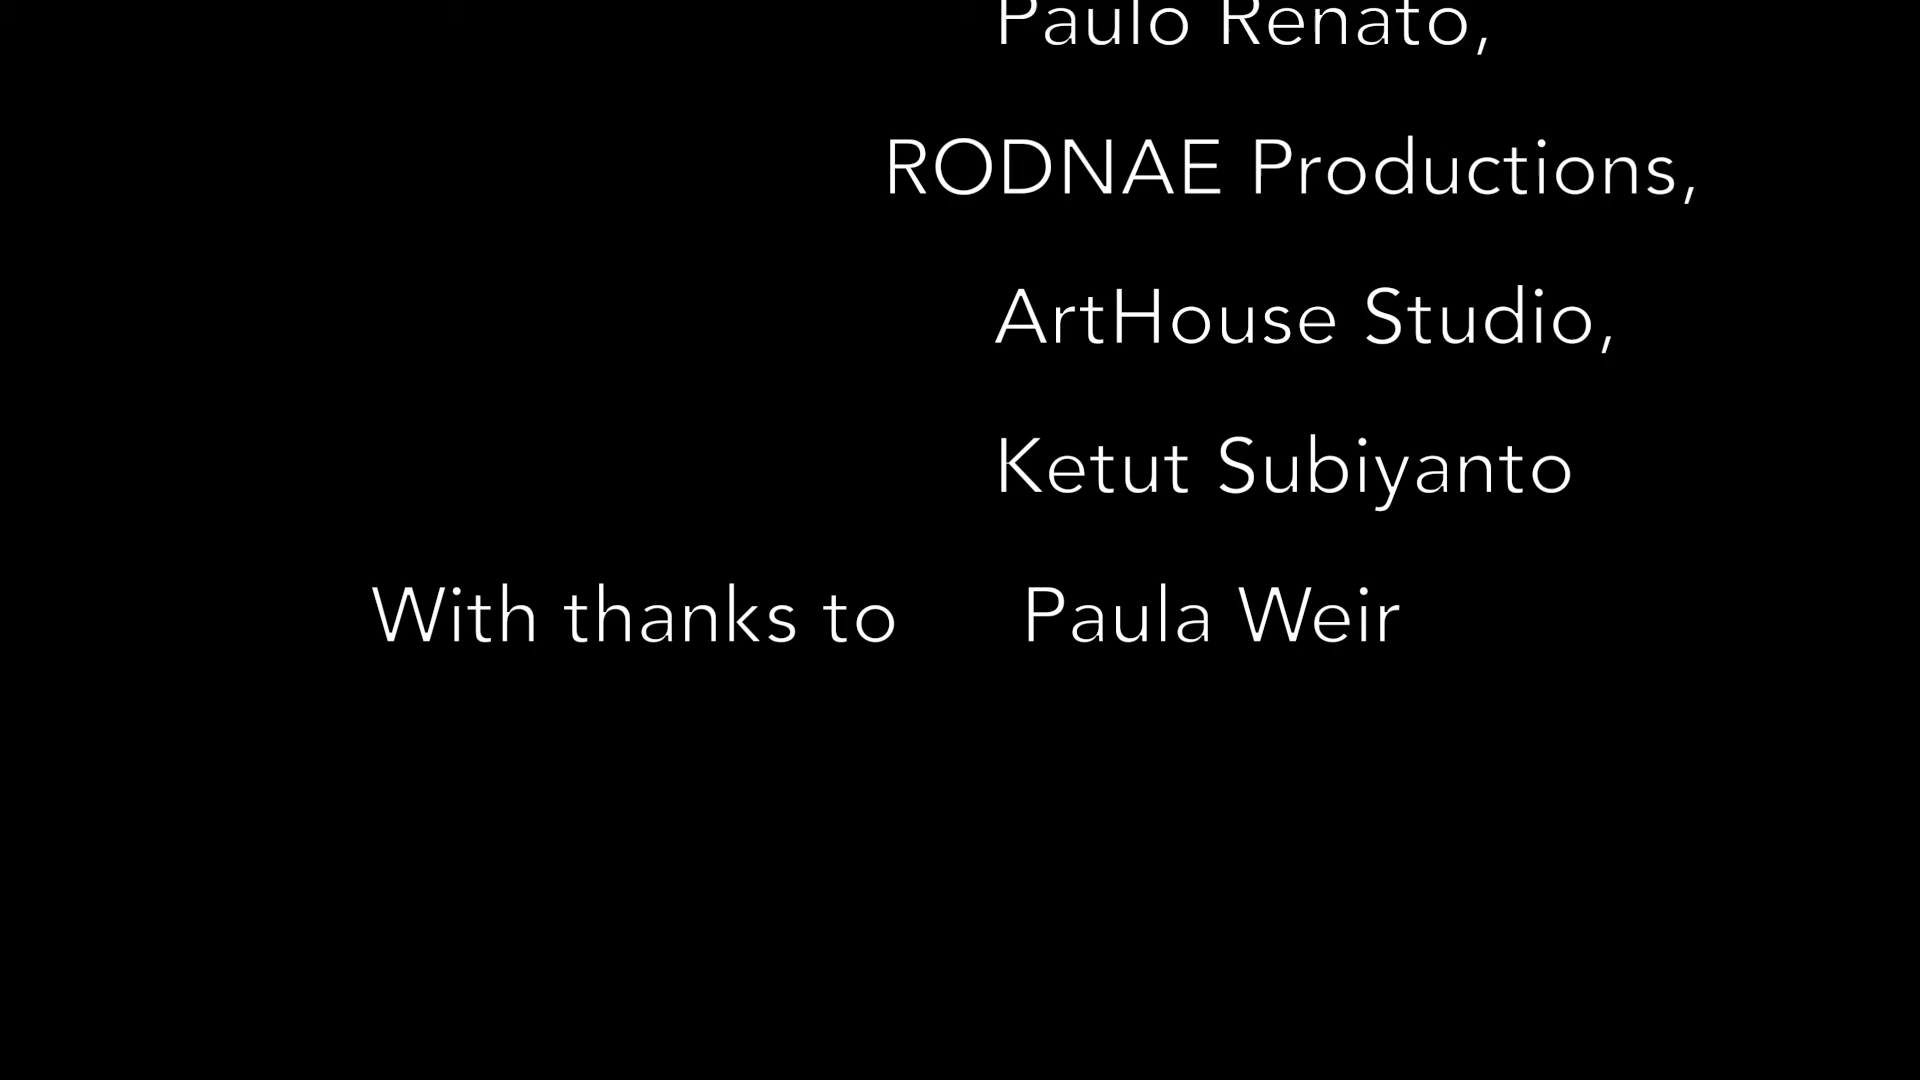 Paulo Renato,
RODNAE Productions,
ArtHouse Studio,
Ketut Subiyanto
With thanks to Paula Weir